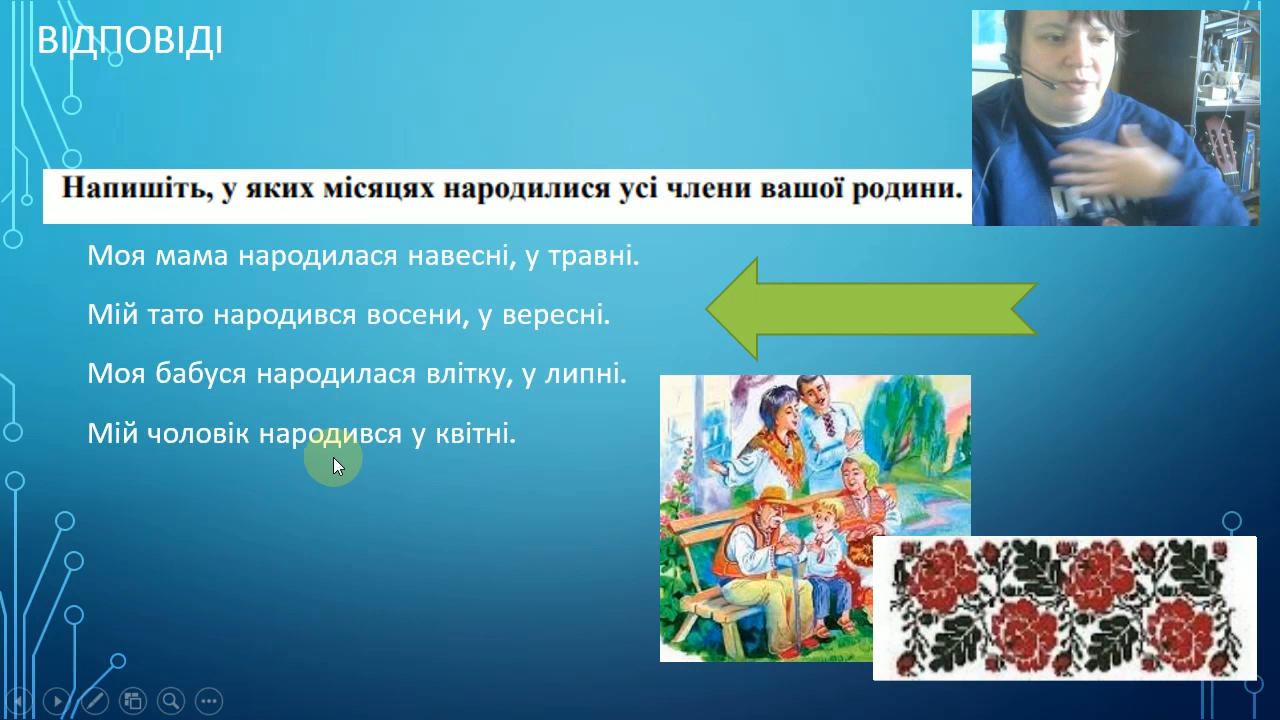 ВІДПОВІДІ
Напишіть, у яких місяцях народилися усі члени вашої родини.
Моя мама народилася навесні, у травні.
Мій тато народився восени, у вересні.
Моя бабуся народилася влітку, у липні.
Мій чоловік народився у квітні.